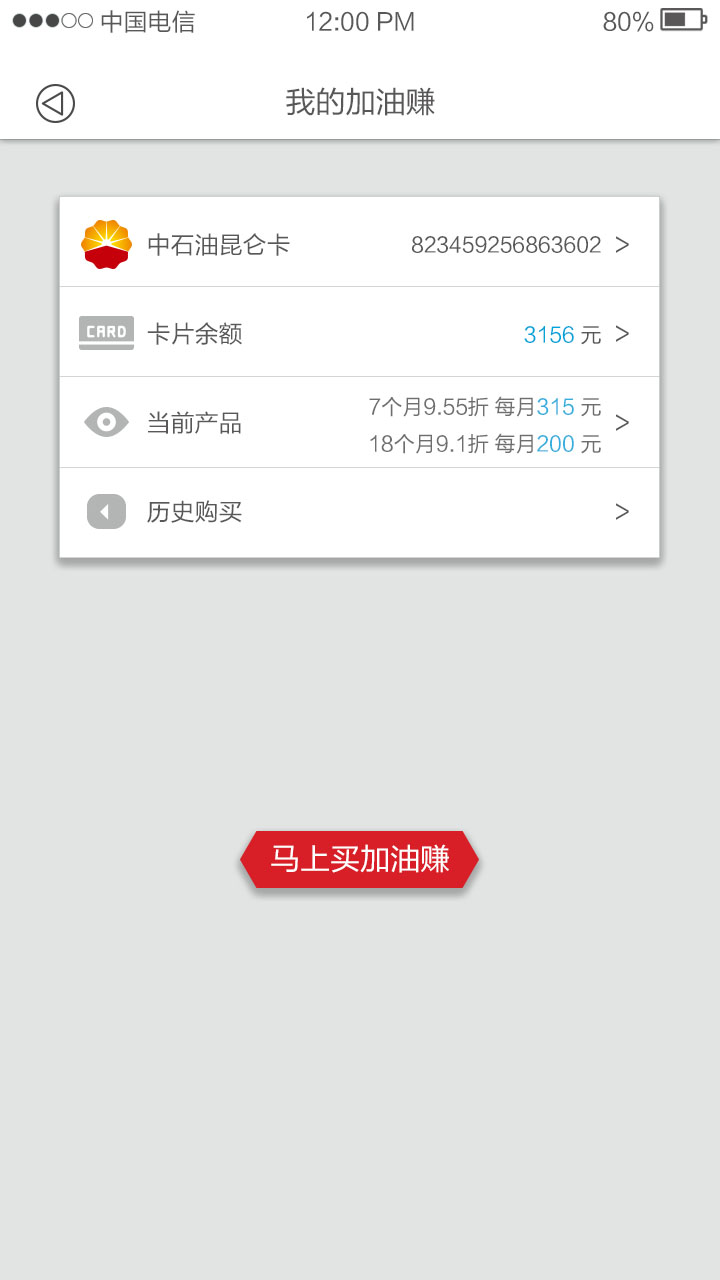 中国电信 12:00 PM 80%
我的加油赚
中石油昆仑卡 823459256863602 >
CARD 卡片余额 3156 元 >
当前产品 7个月9.55折 每月315 元 >
18个月9.1折 每月200 元
历史购买 >
马上买加油赚